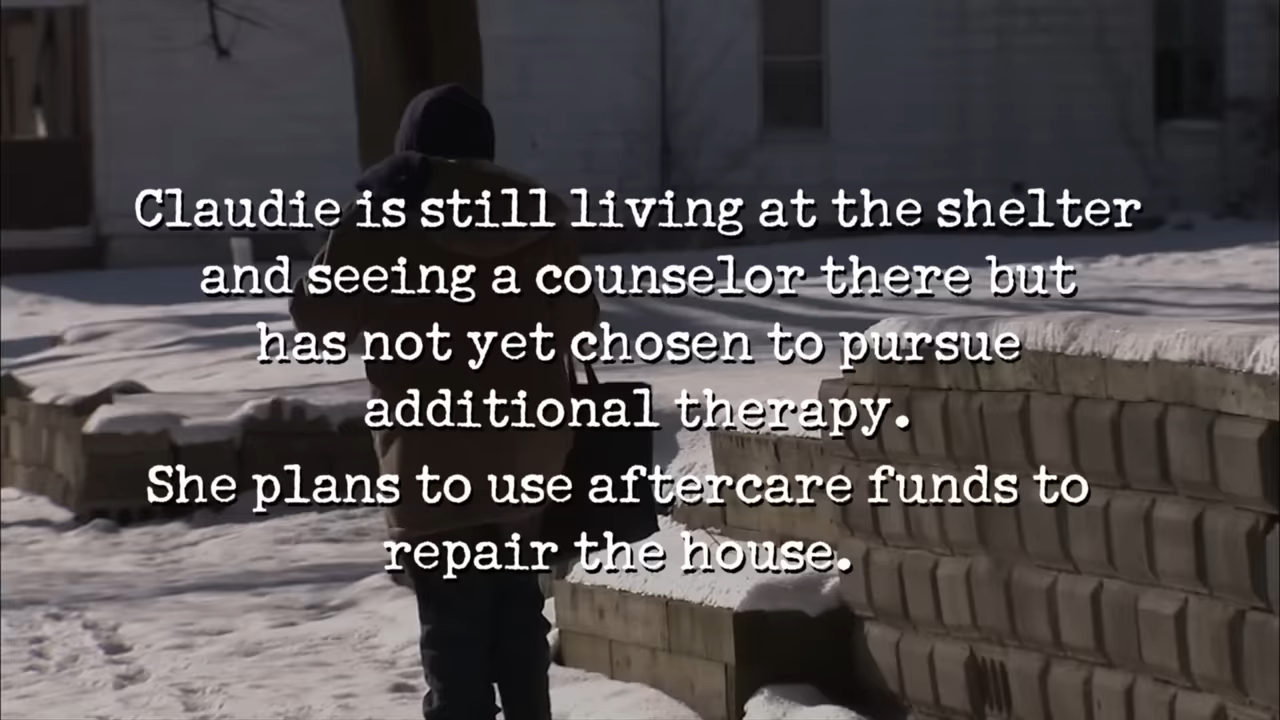 Claudie is still living at the shelter
and seeing a counselor there but
has not yet chosen to pursue
additional therapy.
She plans to use aftercare funds to
repair the house.